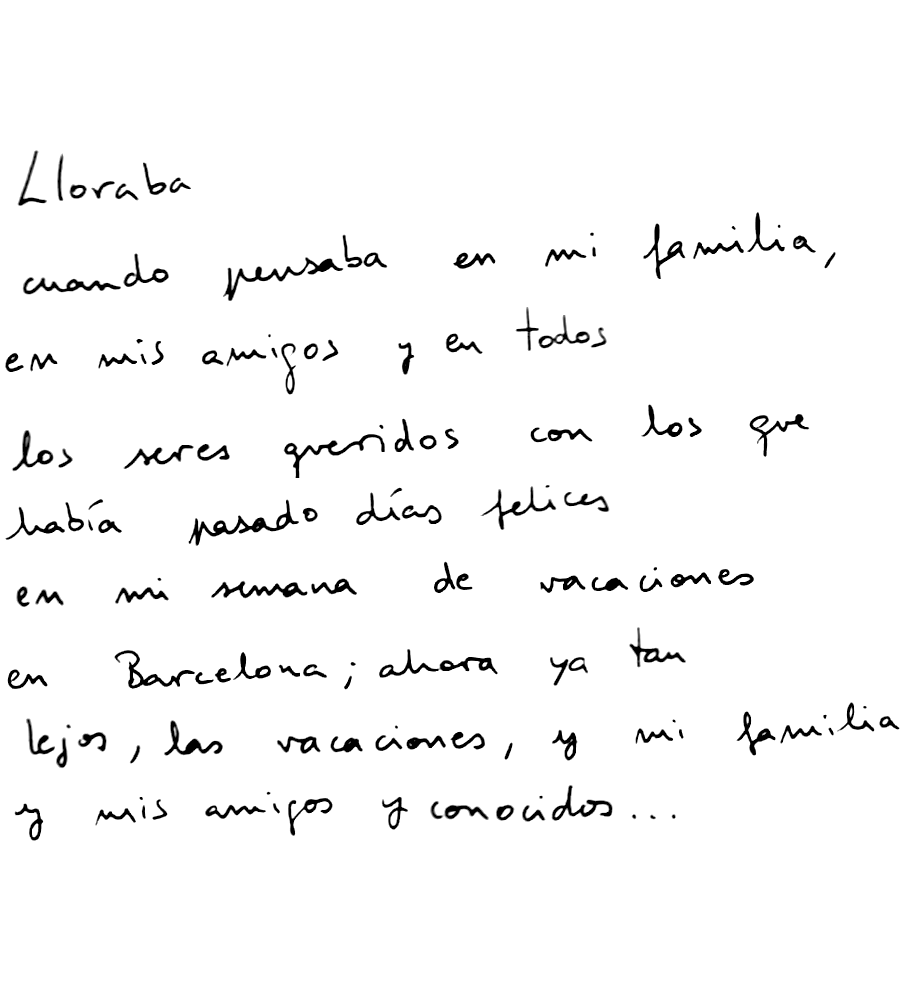 Lloraba
cuando pensaba en mi familia,
en mis amigos y en todos
los seres queridos con los que
había pasado días felices
en mi semana de vacaciones
en Barcelona; ahora ya tan
lejos, las vacaciones, y mi familia
y mis amigos y conocidos...